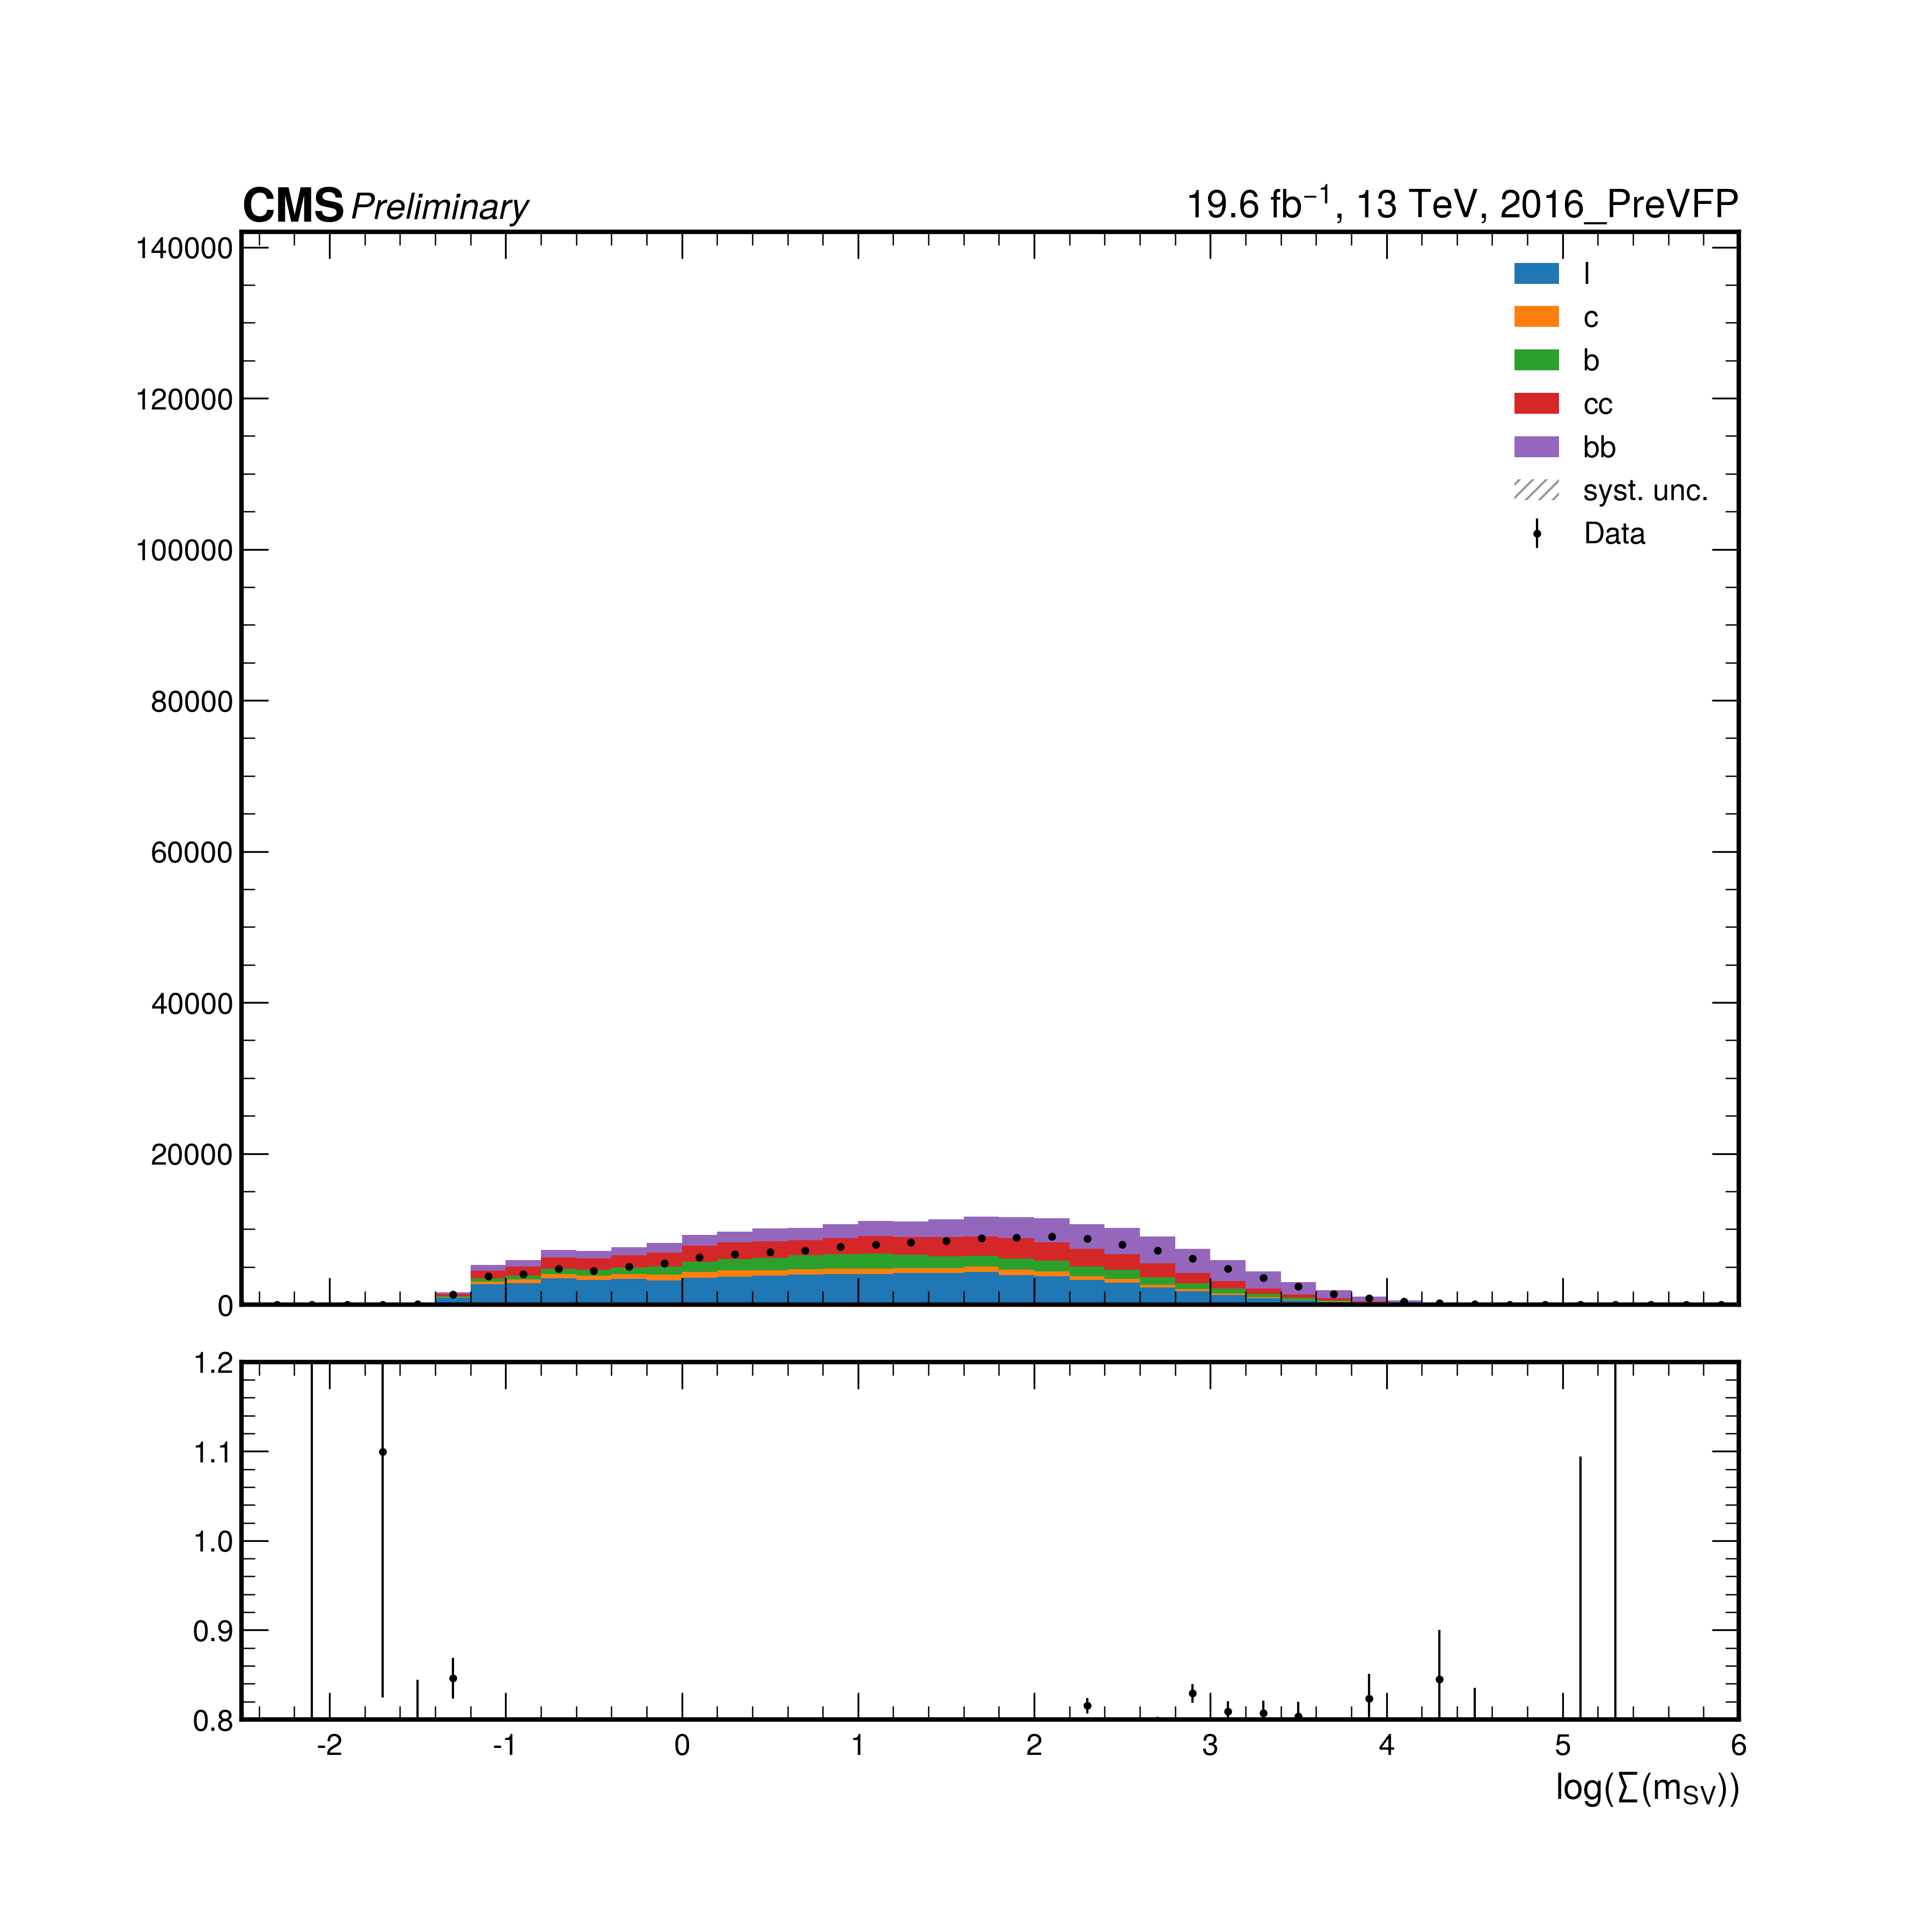 CMS Preliminary
19.6 fb⁻¹, 13 TeV, 2016_PreVFP
140000
120000
100000
80000
60000
40000
20000
0
l
c
b
cc
bb
syst. unc.
Data
1.2
1.1
1.0
0.9
0.8
-2 -1 0 1 2 3 4 5 6
log(Σ(m_SV))